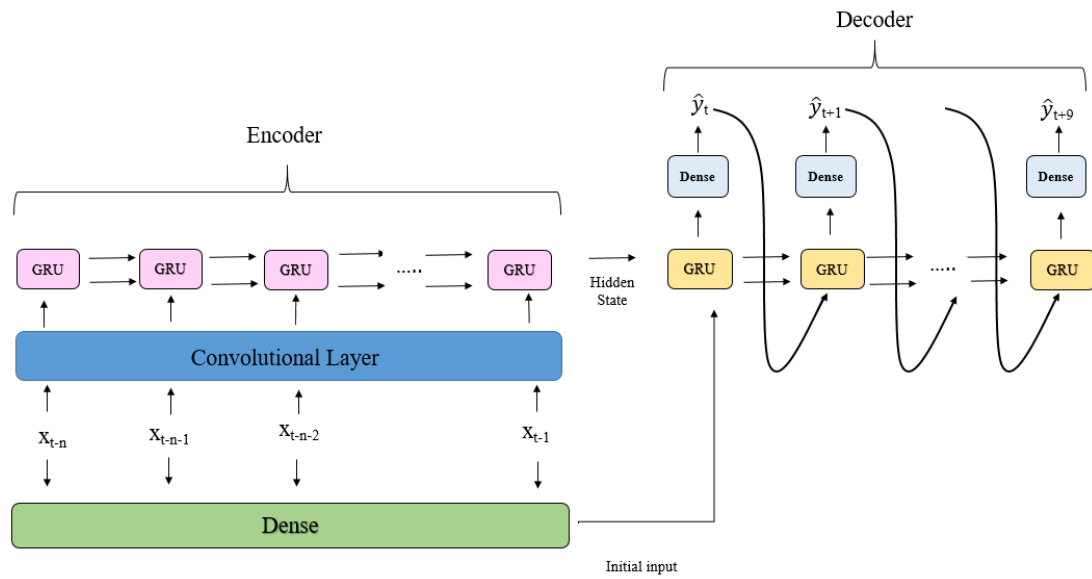 Decoder
ŷt ŷt+1 ŷt+9
Encoder
Dense Dense Dense
GRU GRU GRU ..... GRU
Hidden
State
GRU GRU ..... GRU
Convolutional Layer
xt-n xt-n-1 xt-n-2 xt-1
Dense
Initial input